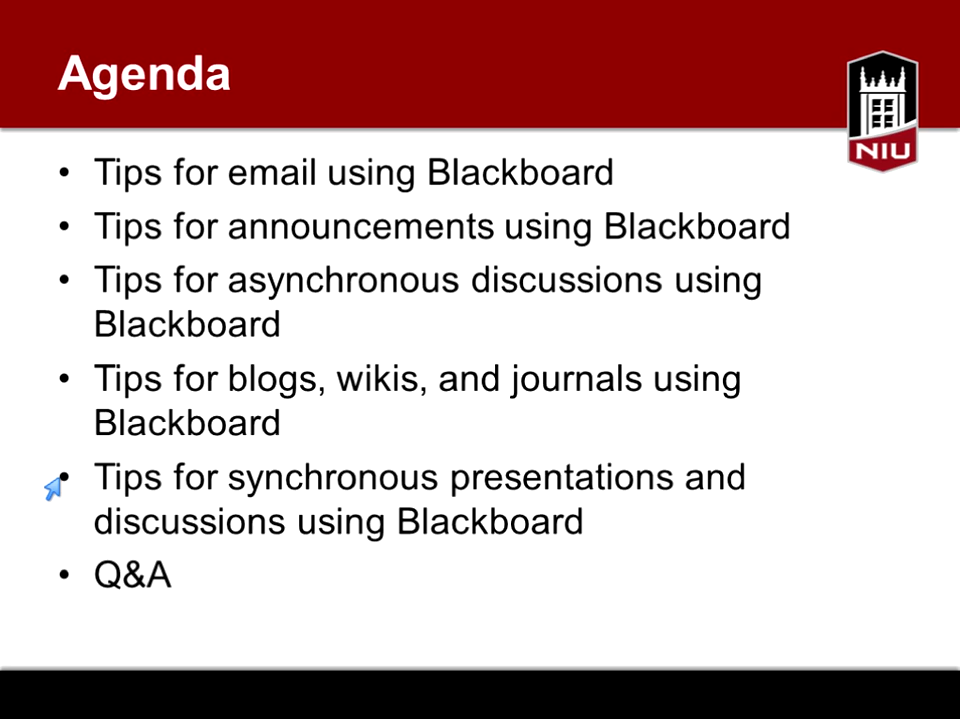 Agenda
NIU
• Tips for email using Blackboard
• Tips for announcements using Blackboard
• Tips for asynchronous discussions using
Blackboard
• Tips for blogs, wikis, and journals using
Blackboard
• Tips for synchronous presentations and
discussions using Blackboard
• Q&A